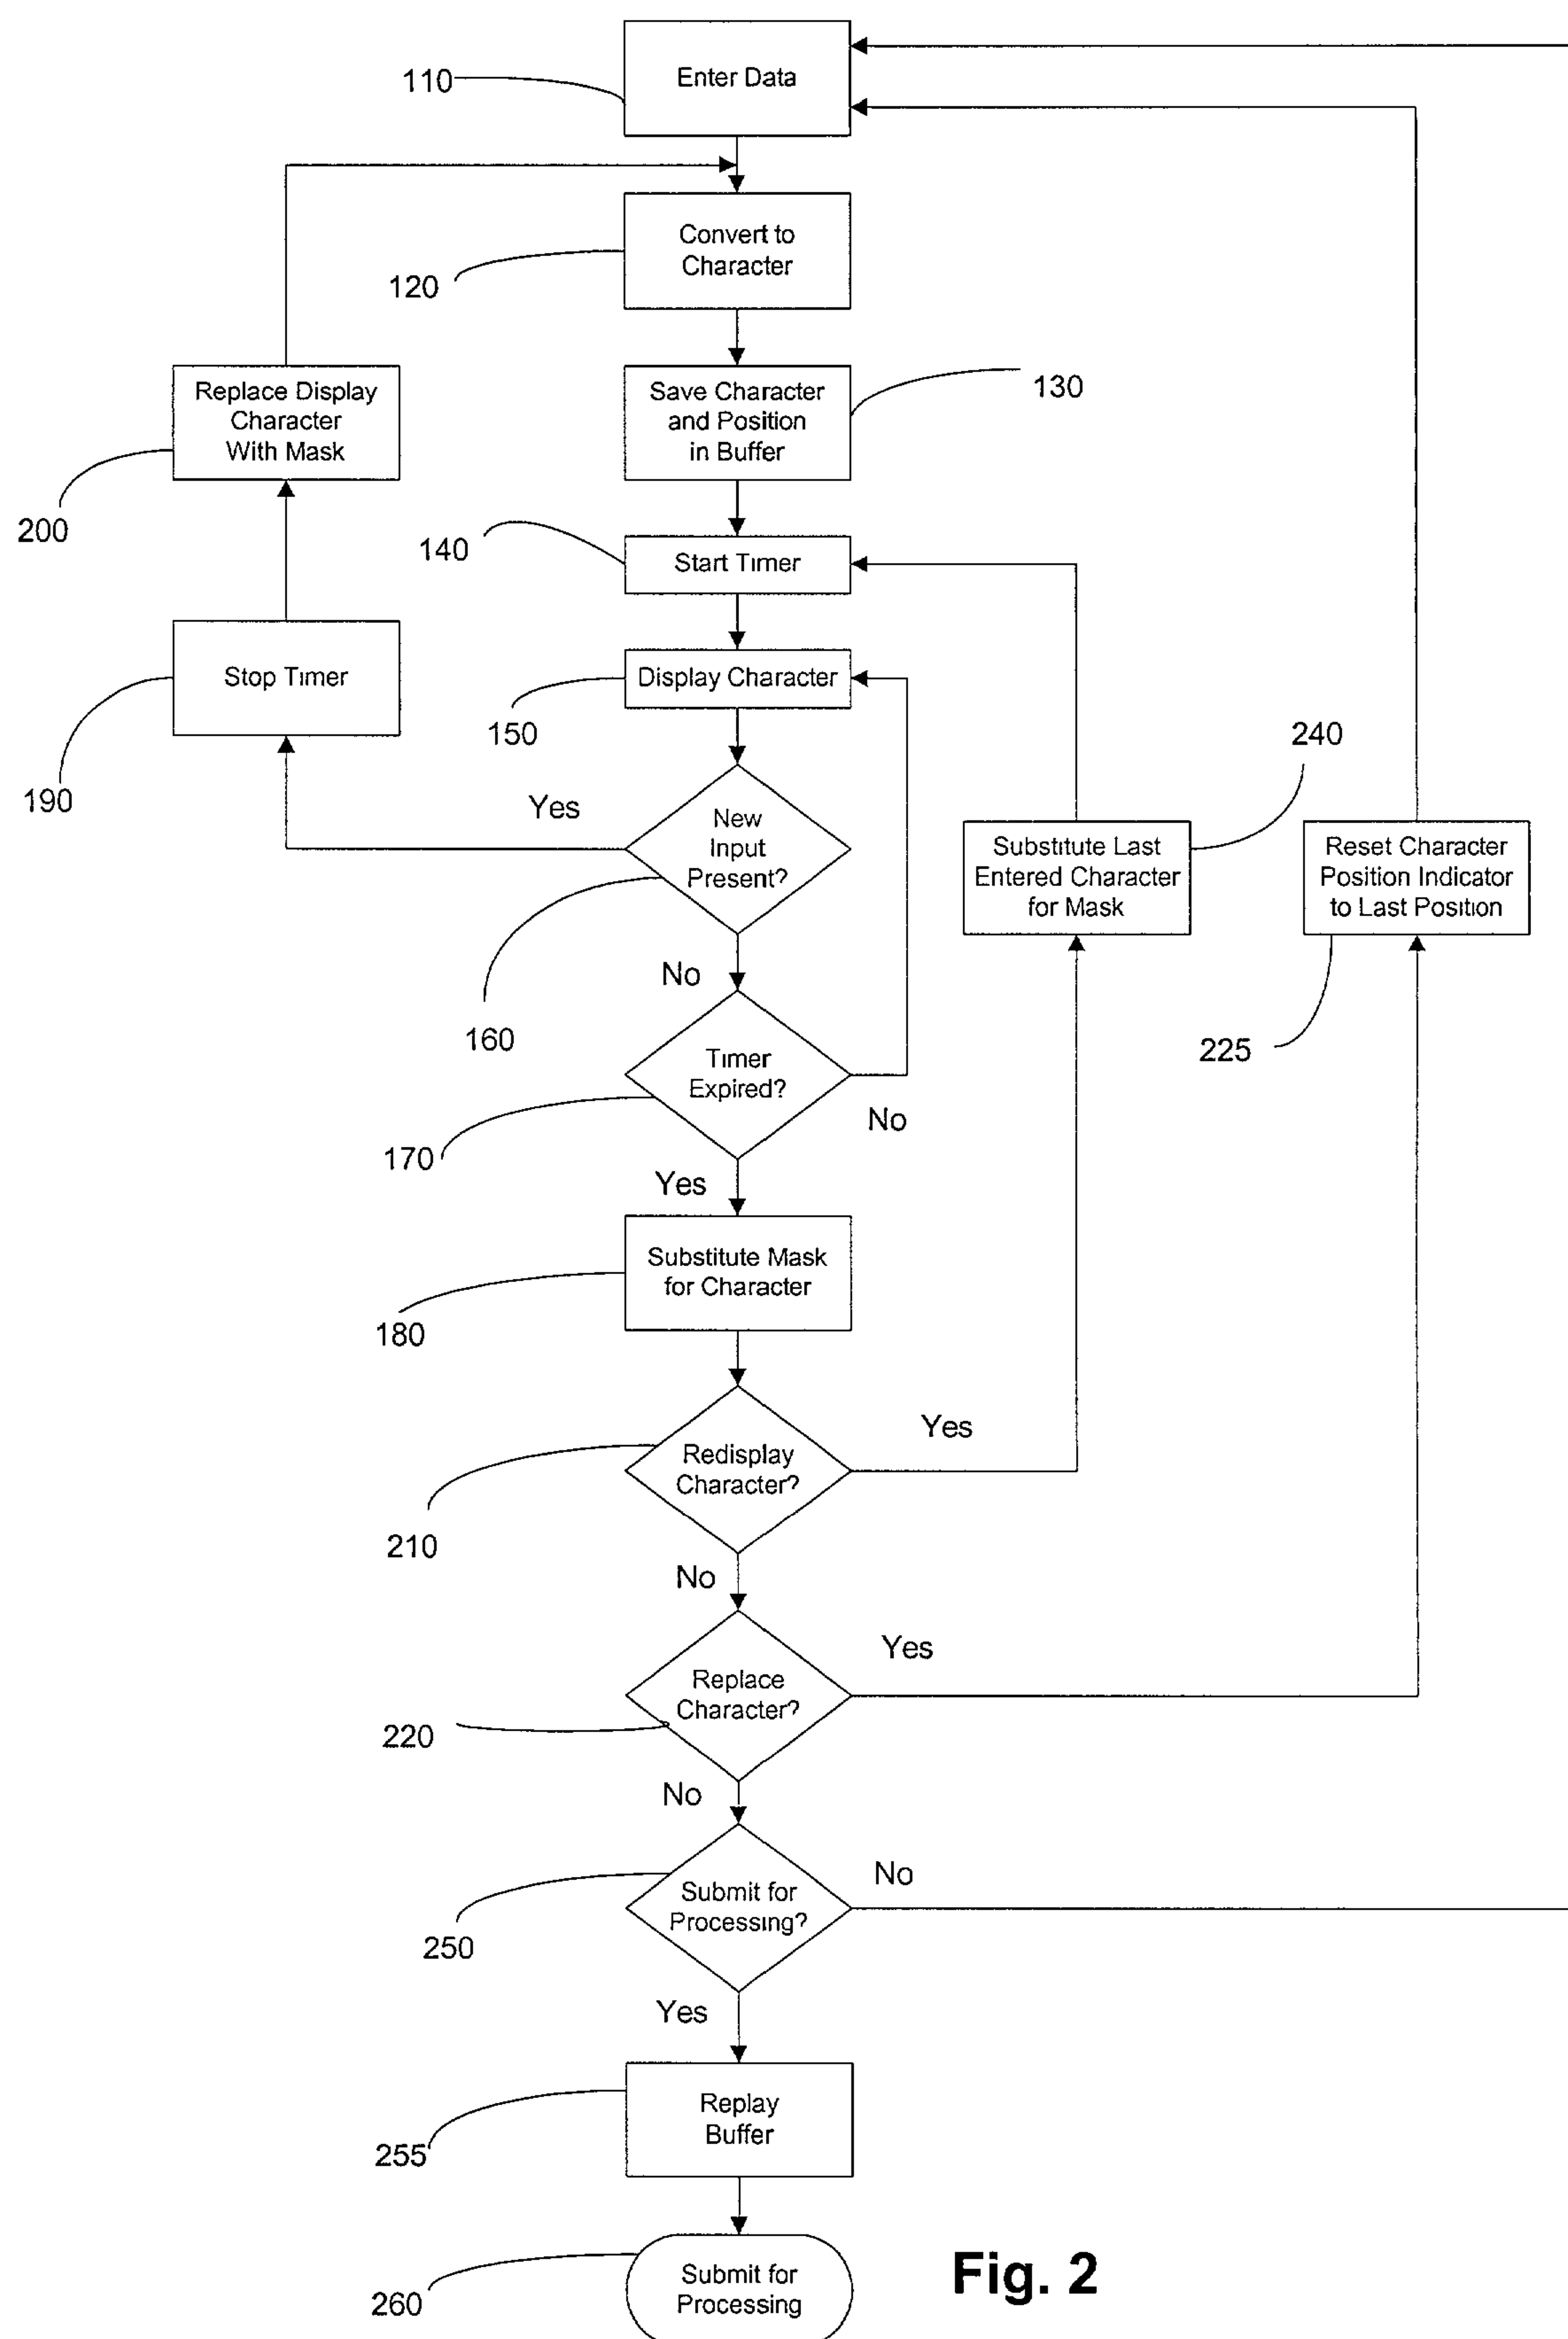 Enter Data
110
Convert to
Character
120
Replace Display
Character
With Mask
200
Save Character
and Position
in Buffer
130
140
Start Timer
Stop Timer
190
Display Character
150
240
Yes
New
Input
Present?
160
Substitute Last
Entered Character
for Mask
Reset Character
Position Indicator
to Last Position
225
No
Timer
Expired?
170
No
Yes
Substitute Mask
for Character
180
Redisplay
Character?
Yes
210
No
Replace
Character?
Yes
220
No
Submit for
Processing?
No
250
Yes
Replay
Buffer
255
Submit for
Processing
260
Fig. 2